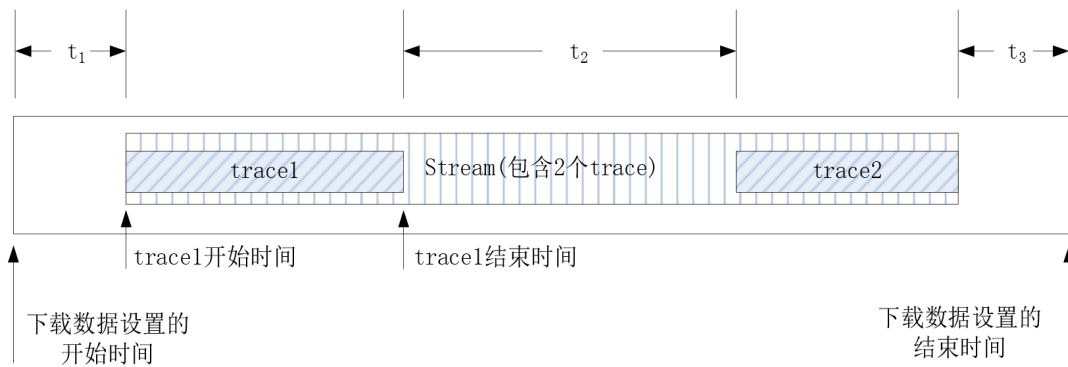 t₁
t₂
t₃
trace1
Stream(包含2个trace)
trace2
trace1开始时间
trace1结束时间
下载数据设置的
开始时间
下载数据设置的
结束时间